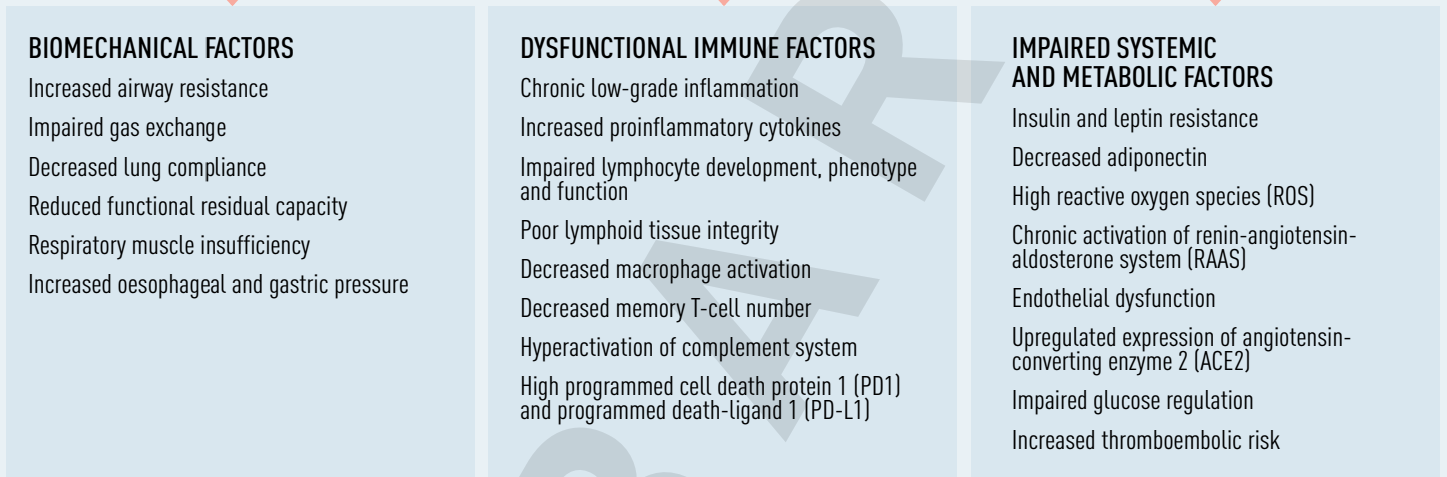 BIOMECHANICAL FACTORS
Increased airway resistance
Impaired gas exchange
Decreased lung compliance
Reduced functional residual capacity
Respiratory muscle insufficiency
Increased oesophageal and gastric pressure
DYSFUNCTIONAL IMMUNE FACTORS
Chronic low-grade inflammation
Increased proinflammatory cytokines
Impaired lymphocyte development, phenotype
and function
Poor lymphoid tissue integrity
Decreased macrophage activation
Decreased memory T-cell number
Hyperactivation of complement system
High programmed cell death protein 1 (PD1)
and programmed death-ligand 1 (PD-L1)
IMPAIRED SYSTEMIC
AND METABOLIC FACTORS
Insulin and leptin resistance
Decreased adiponectin
High reactive oxygen species (ROS)
Chronic activation of renin-angiotensin-
aldosterone system (RAAS)
Endothelial dysfunction
Upregulated expression of angiotensin-
converting enzyme 2 (ACE2)
Impaired glucose regulation
Increased thromboembolic risk